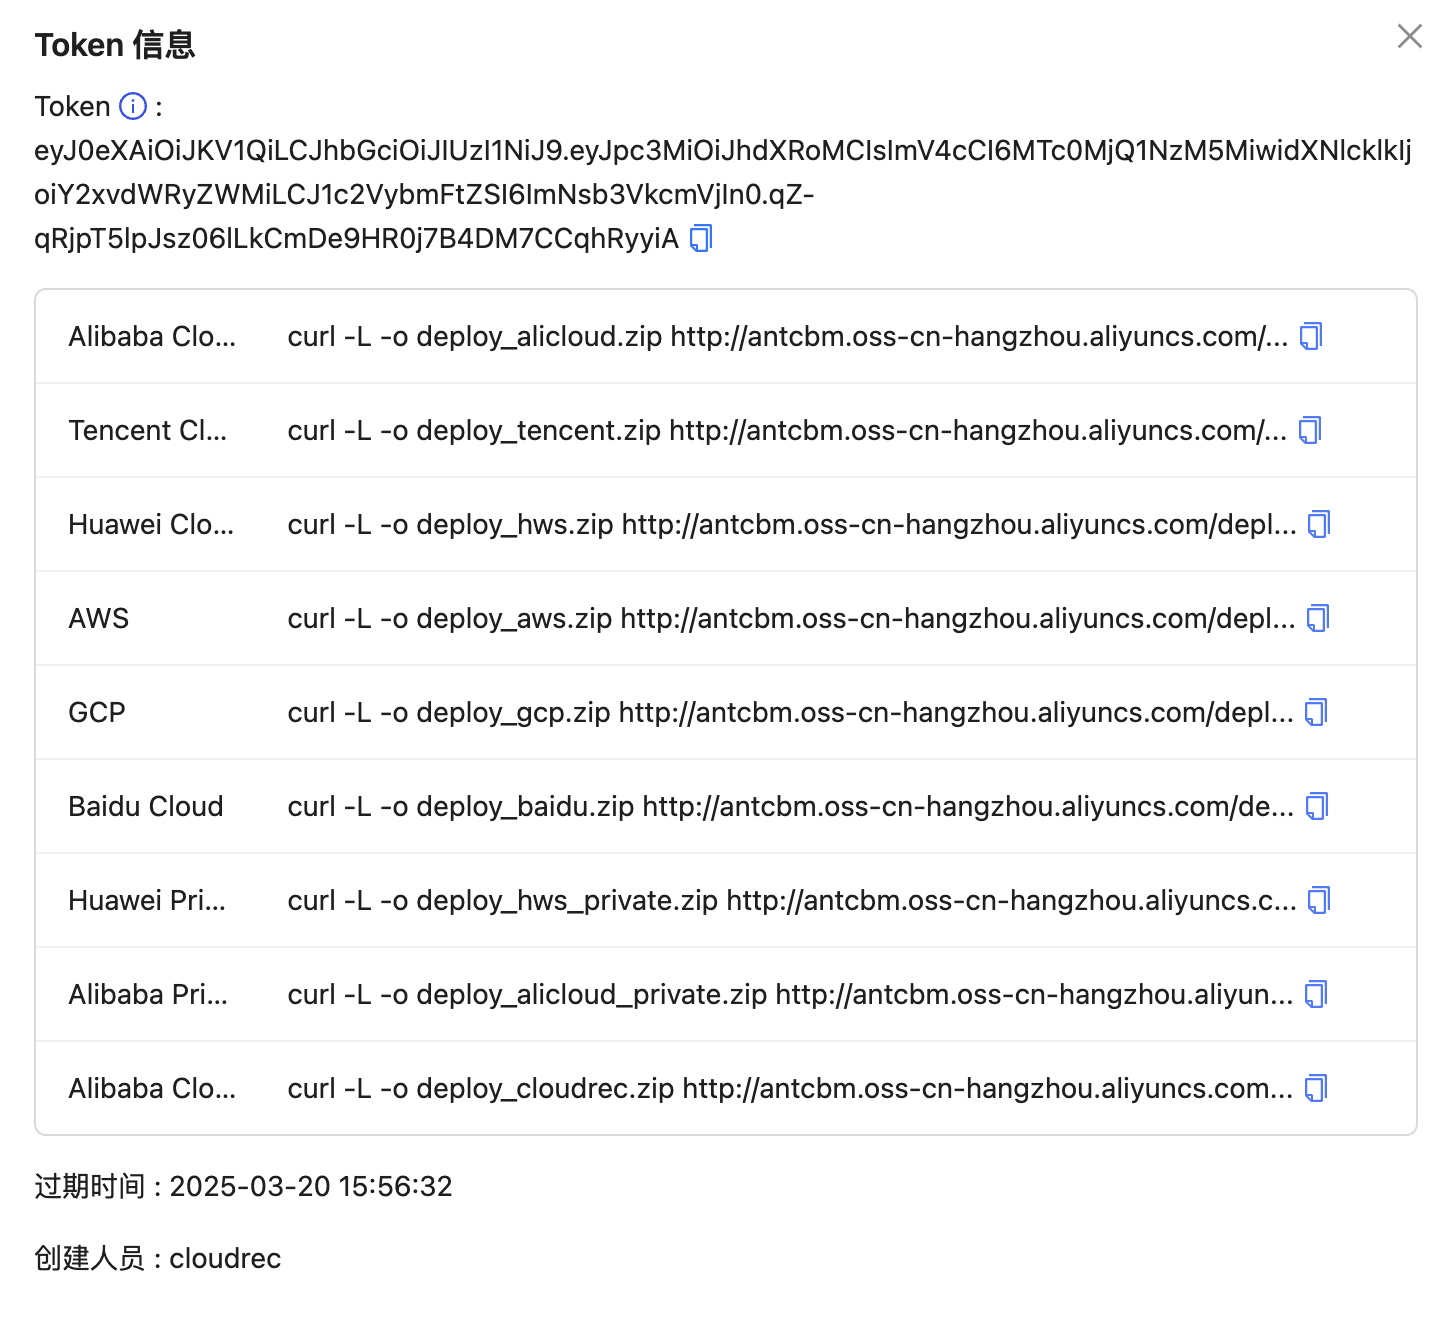 Token 信息
Token :
eyJ0eXAiOiJKV1QiLCJhbGciOiJIUzI1NiJ9.eyJpc3MiOiJhdXRoMCIsImV4cCI6MTc0MjQ1NzM5MiwidXNlcklkIj
oiY2xvdWRyZWMiLCJ1c2VybmFtZSI6ImNsb3VkcmVjIn0.qZ-
qRjpT5lpJsz06lLkCmDe9HR0j7B4DM7CCqhRyyiA
Alibaba Clo... curl -L -o deploy_alicloud.zip http://antcbm.oss-cn-hangzhou.aliyuncs.com/...
Tencent Cl... curl -L -o deploy_tencent.zip http://antcbm.oss-cn-hangzhou.aliyuncs.com/...
Huawei Clo... curl -L -o deploy_hws.zip http://antcbm.oss-cn-hangzhou.aliyuncs.com/depl...
AWS curl -L -o deploy_aws.zip http://antcbm.oss-cn-hangzhou.aliyuncs.com/depl...
GCP curl -L -o deploy_gcp.zip http://antcbm.oss-cn-hangzhou.aliyuncs.com/depl...
Baidu Cloud curl -L -o deploy_baidu.zip http://antcbm.oss-cn-hangzhou.aliyuncs.com/de...
Huawei Pri... curl -L -o deploy_hws_private.zip http://antcbm.oss-cn-hangzhou.aliyuncs.c...
Alibaba Pri... curl -L -o deploy_alicloud_private.zip http://antcbm.oss-cn-hangzhou.aliyun...
Alibaba Clo... curl -L -o deploy_cloudrec.zip http://antcbm.oss-cn-hangzhou.aliyuncs.com...
过期时间 : 2025-03-20 15:56:32
创建人员 : cloudrec